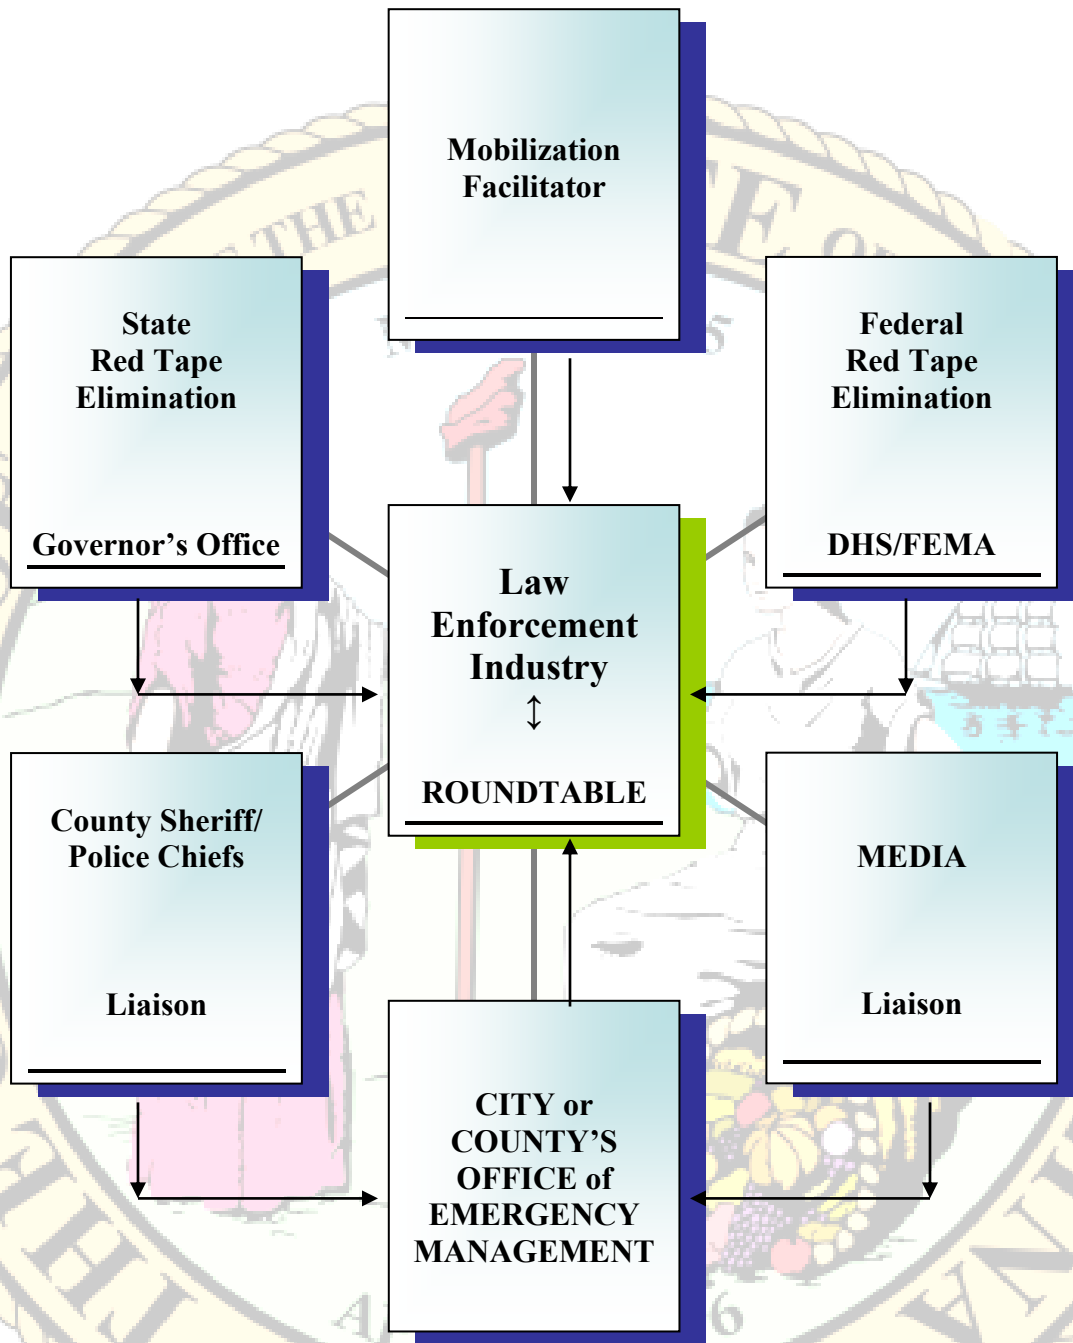 Mobilization
Facilitator
THE
E
State
Red Tape
Elimination
Governor’s Office
Federal
Red Tape
Elimination
DHS/FEMA
Law
Enforcement
Industry
↕
ROUNDTABLE
County Sheriff/
Police Chiefs
Liaison
MEDIA
Liaison
CITY or
COUNTY’S
OFFICE of
EMERGENCY
MANAGEMENT